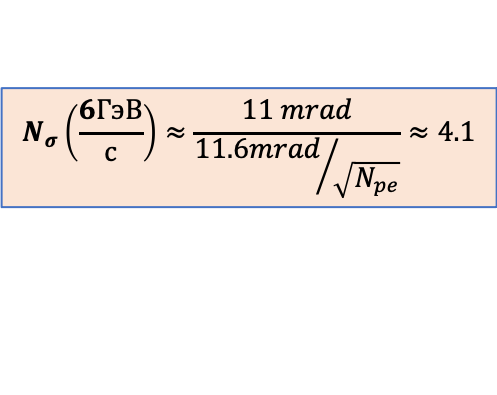 N_σ (6ГэВ/с) ≈ 11 mrad / (11.6mrad / √N_pe) ≈ 4.1